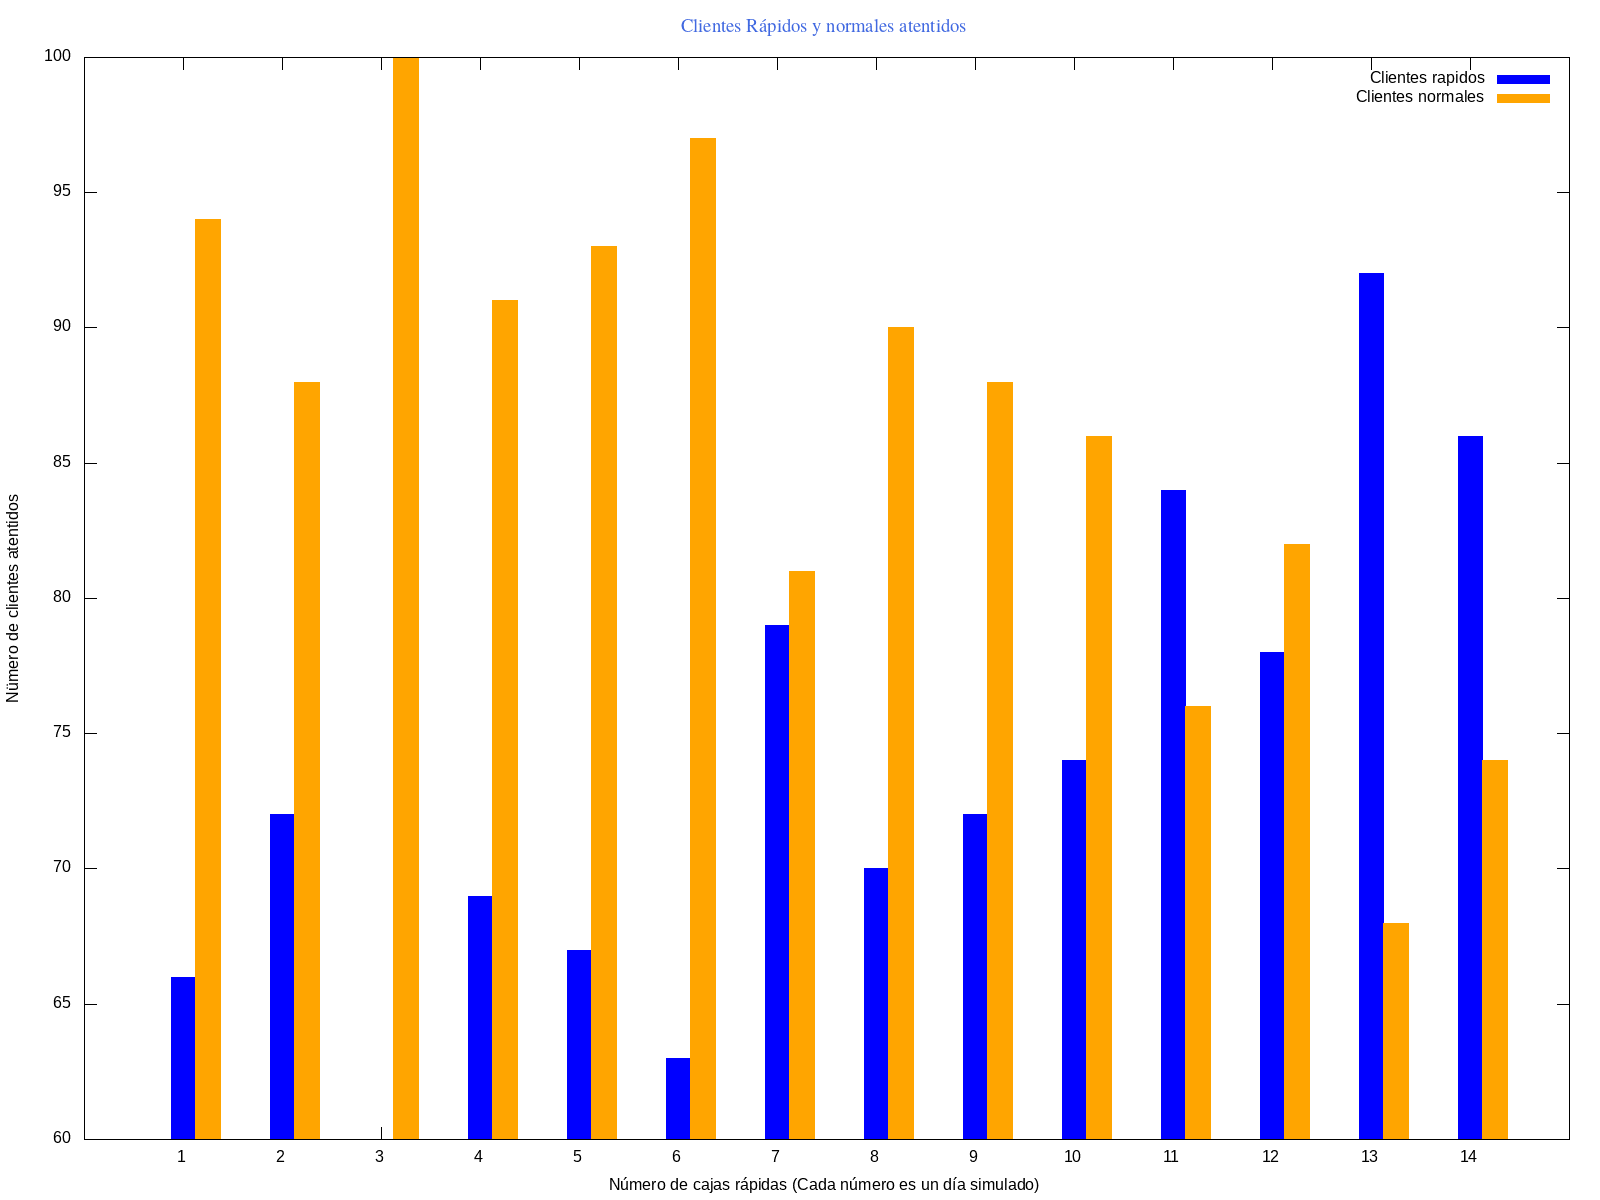 Clientes Rápidos y normales atentidos
Clientes rapidos
Clientes normales
100
95
90
85
80
75
70
65
60
Número de clientes atentidos
1 2 3 4 5 6 7 8 9 10 11 12 13 14
Número de cajas rápidas (Cada número es un día simulado)